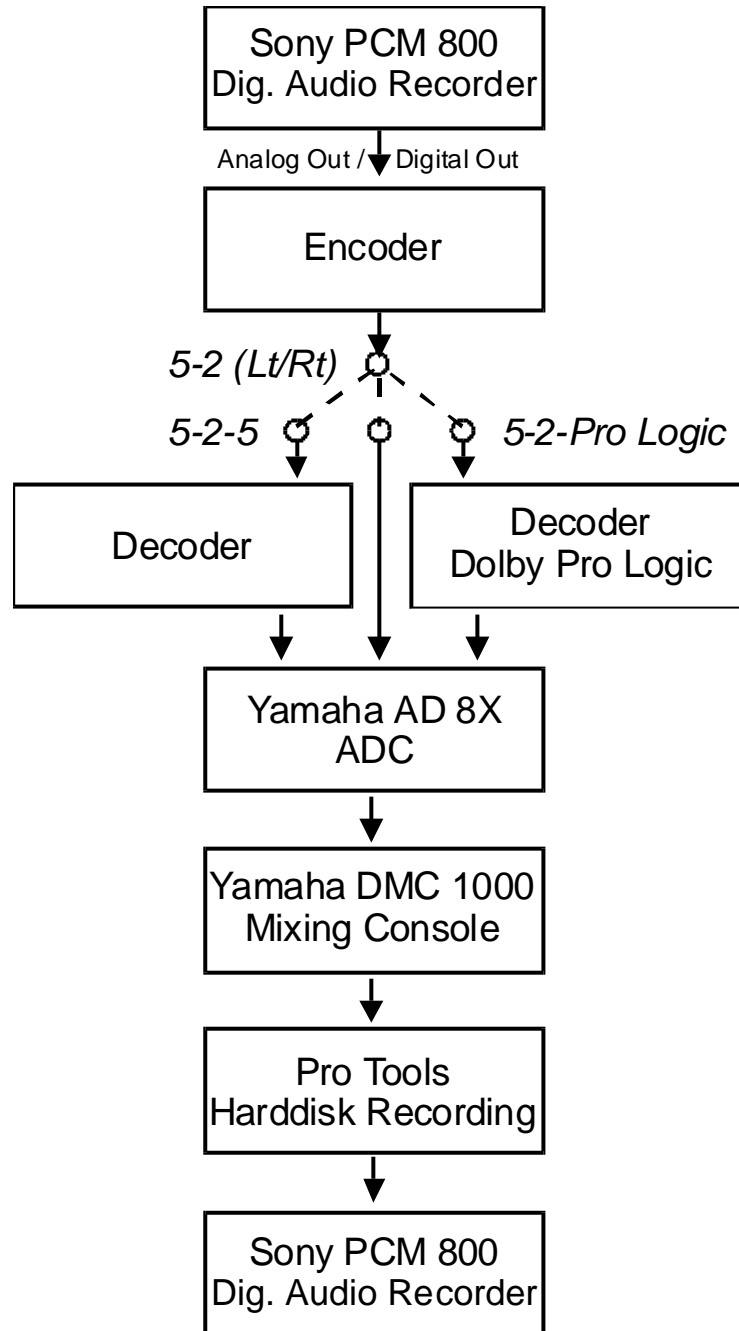 Sony PCM 800
Dig. Audio Recorder
Analog Out / Digital Out
Encoder
5-2 (Lt/Rt)
5-2-5
5-2-Pro Logic
Decoder
Decoder
Dolby Pro Logic
Yamaha AD 8X
ADC
Yamaha DMC 1000
Mixing Console
Pro Tools
Harddisk Recording
Sony PCM 800
Dig. Audio Recorder